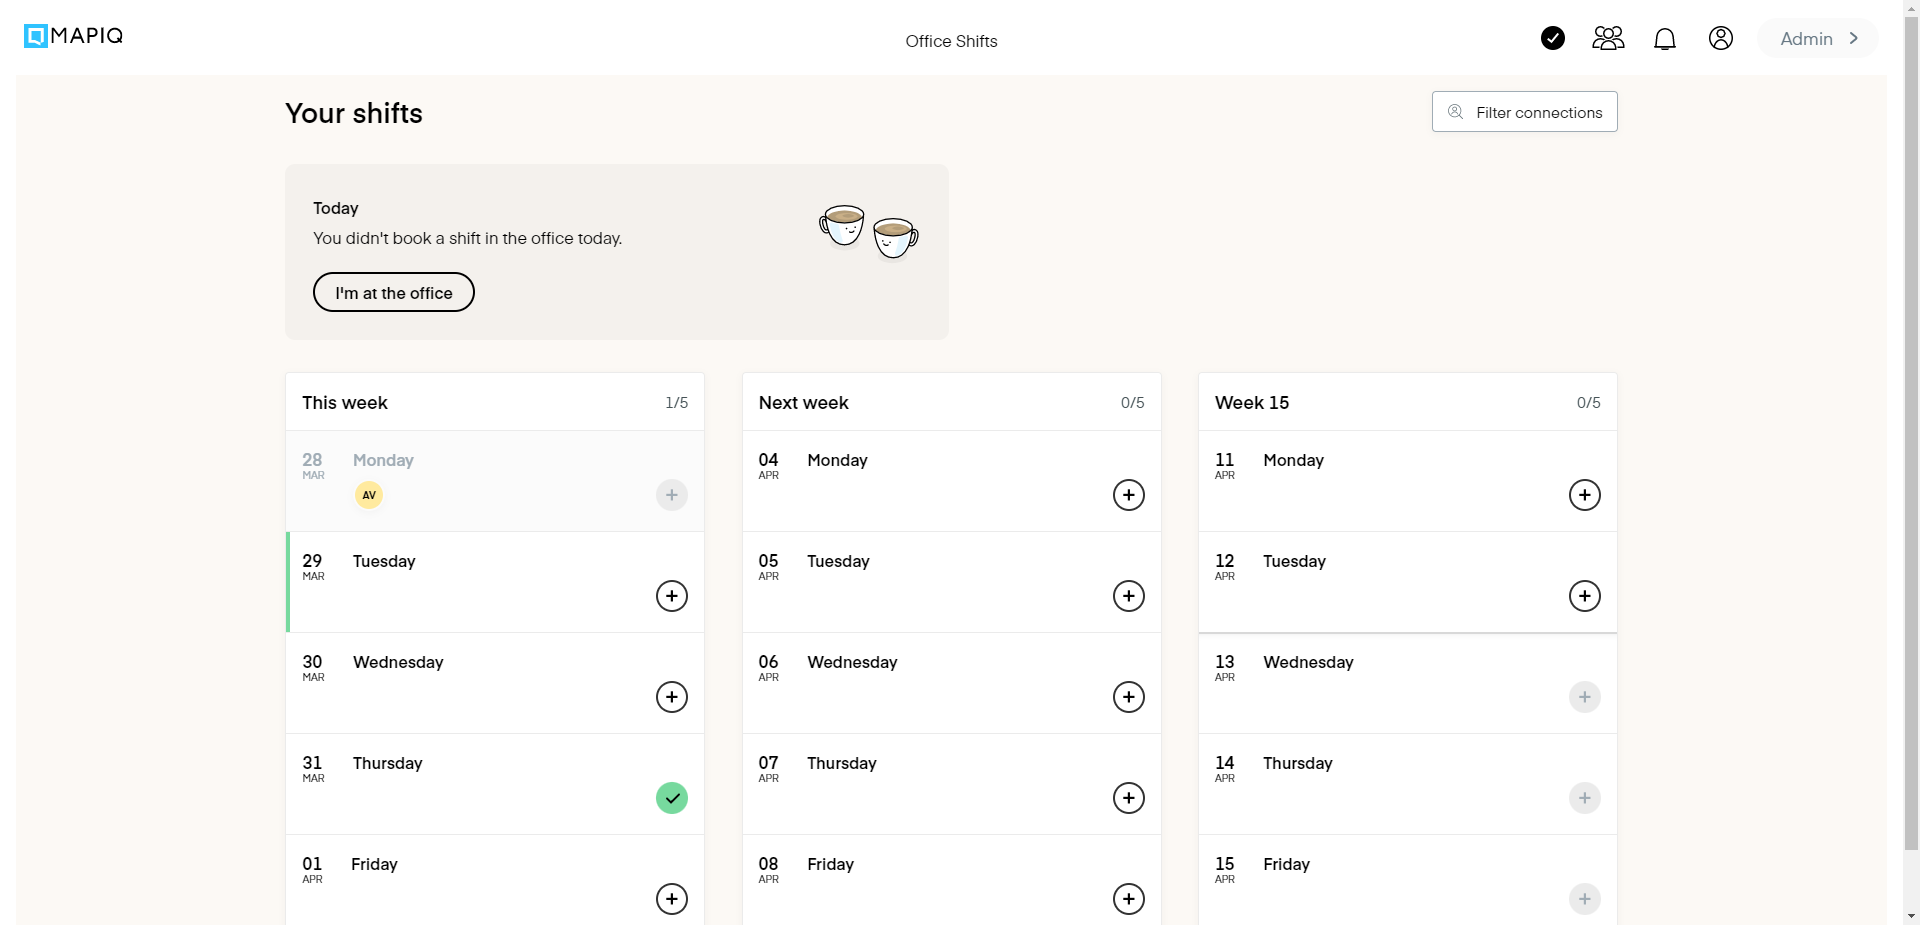 MAPIQ
Office Shifts
Admin
Your shifts
Filter connections
Today
You didn't book a shift in the office today.
I'm at the office
This week 1/5
28 Monday
MAR
AV
29 Tuesday
MAR
30 Wednesday
MAR
31 Thursday
MAR
01 Friday
APR
Next week 0/5
04 Monday
APR
05 Tuesday
APR
06 Wednesday
APR
07 Thursday
APR
08 Friday
APR
Week 15 0/5
11 Monday
APR
12 Tuesday
APR
13 Wednesday
APR
14 Thursday
APR
15 Friday
APR